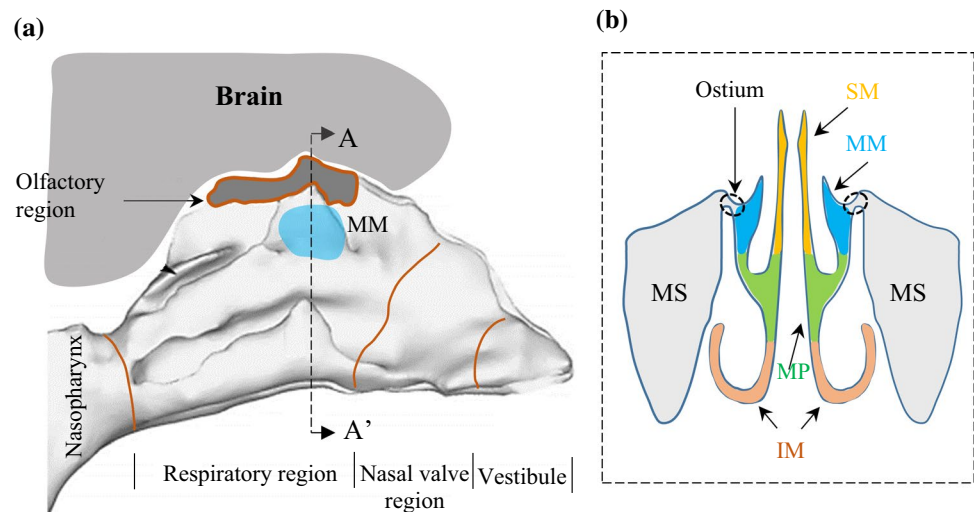 (a)
Brain
A
Olfactory
region
MM
Nasopharynx
A’
Respiratory region
Nasal valve
region
Vestibule
(b)
Ostium
SM
MM
MS
MS
MP
IM